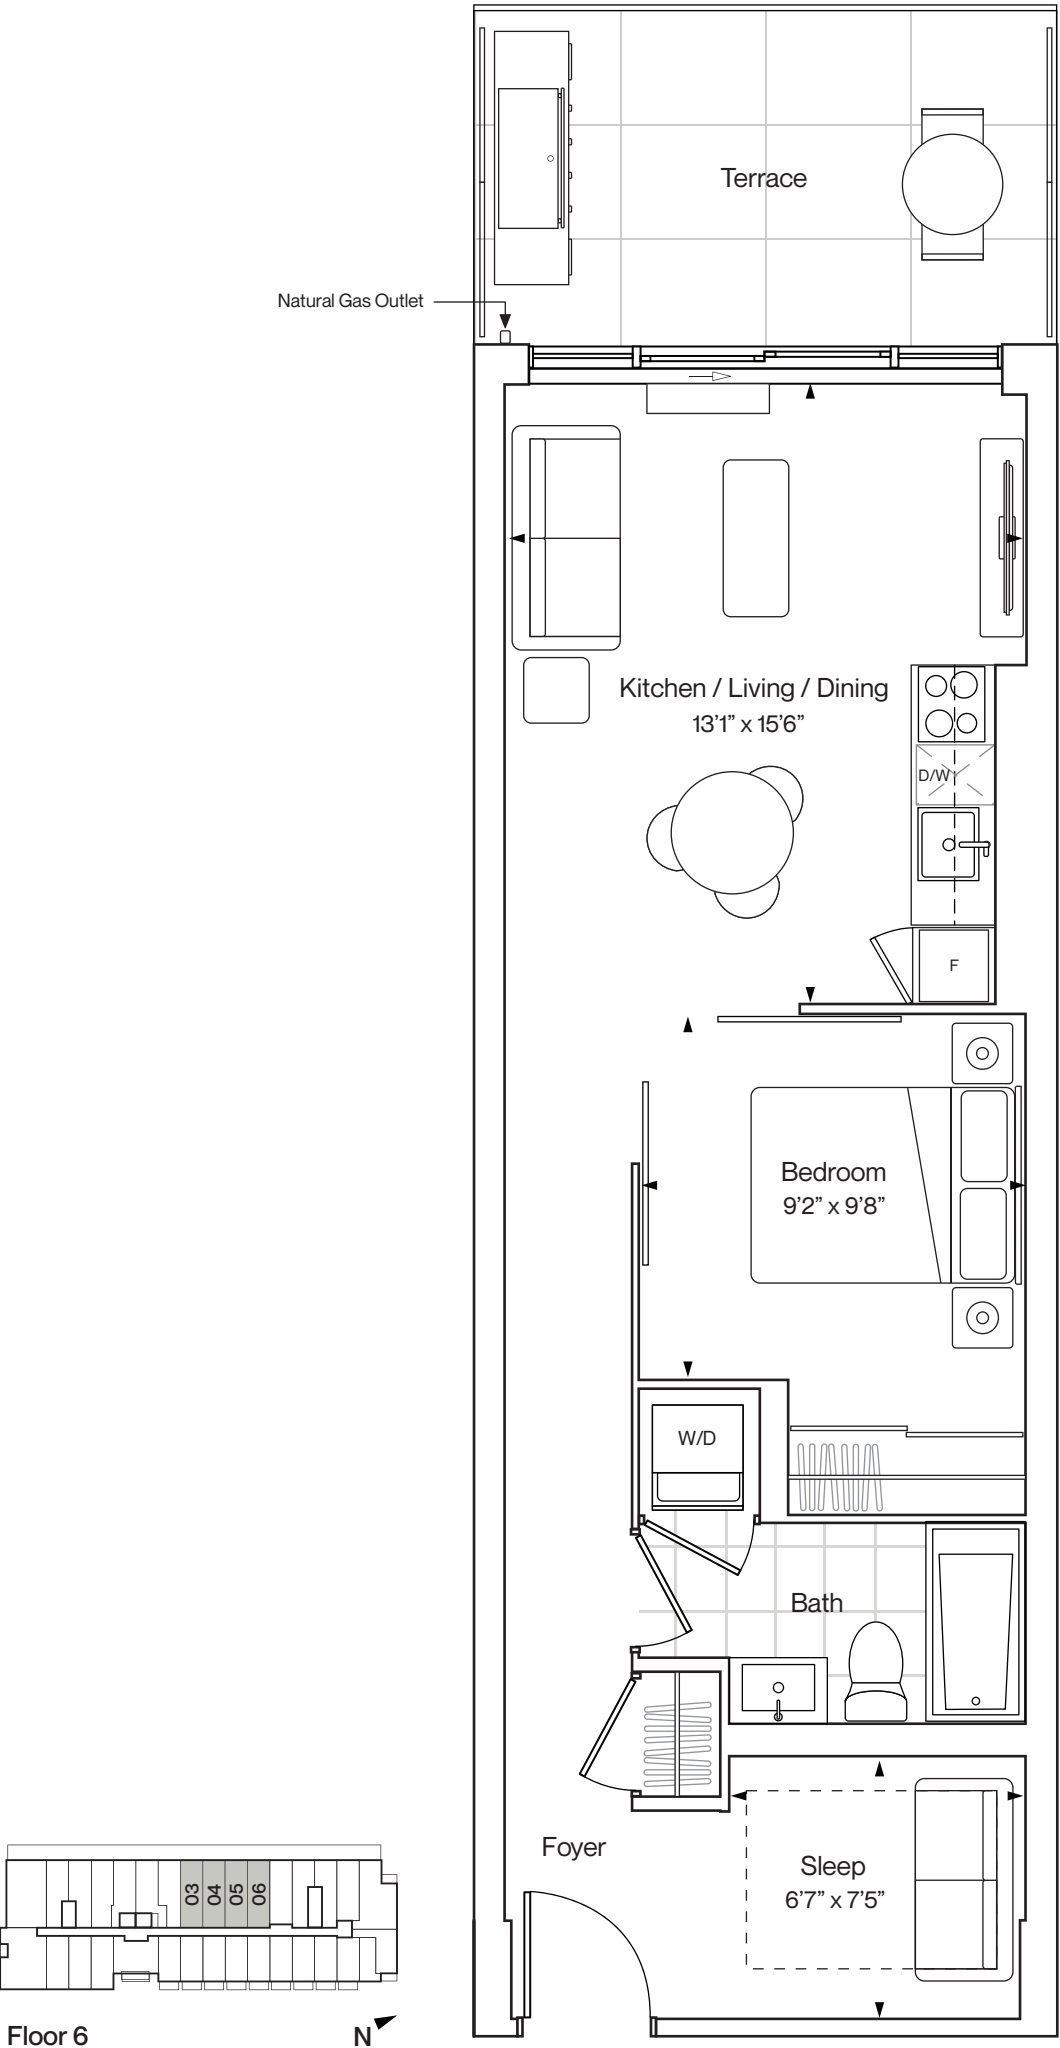 Terrace
Natural Gas Outlet
Kitchen / Living / Dining
13’1” x 15’6”
D/W
F
Bedroom
9’2” x 9’8”
W/D
Bath
Foyer
Sleep
6’7” x 7’5”
03
04
05
06
Floor 6
N